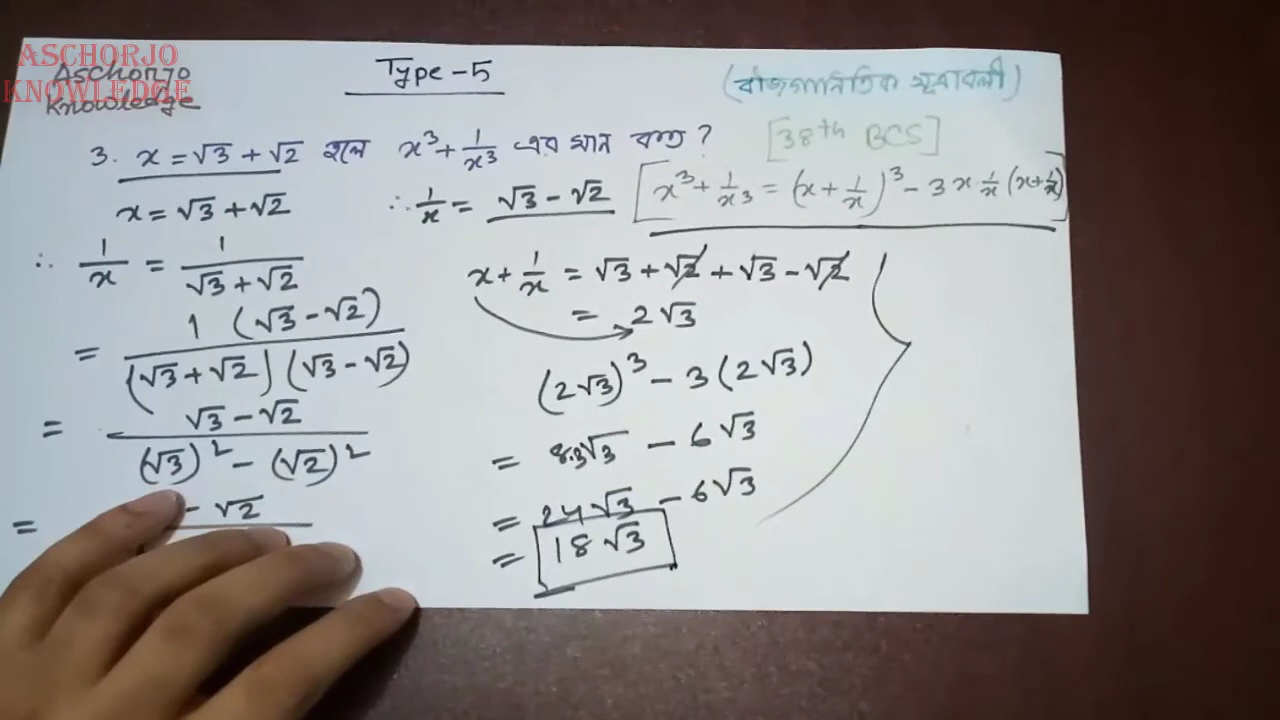 ASCHORJO
KNOWLEDGE
Aschorjo
Knowledge
Type-5
(বীজগানিতিক সূত্রাবলী)
3. x = √3 + √2 হলে x³ + 1/x³ এর মান কত ? [38th BCS]
x = √3 + √2
∴ 1/x = 1/(√3 + √2)
= 1 (√3 - √2) / (√3 + √2) (√3 - √2)
= √3 - √2 / (√3)² - (√2)²
= - √2
∴ 1/x = √3 - √2 [x³ + 1/x³ = (x + 1/x)³ - 3x · 1/x (x + 1/x)]
x + 1/x = √3 + √2 + √3 - √2
= 2√3
(2√3)³ - 3 (2√3)
= 8.3√3 - 6√3
= 24√3 - 6√3
= 18√3